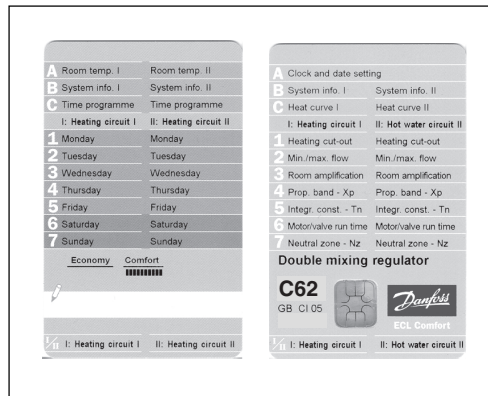 A Room temp. I Room temp. II
B System info. I System info. II
C Time programme Time programme
I: Heating circuit I II: Heating circuit II
1 Monday Monday
2 Tuesday Tuesday
3 Wednesday Wednesday
4 Thursday Thursday
5 Friday Friday
6 Saturday Saturday
7 Sunday Sunday
Economy Comfort
I/II I: Heating circuit I II: Heating circuit II
A Clock and date setting
B System info. I System info. II
C Heat curve I Heat curve II
I: Heating circuit I II: Hot water circuit II
1 Heating cut-out Heating cut-out
2 Min./max. flow Min./max. flow
3 Room amplification Room amplification
4 Prop. band - Xp Prop. band - Xp
5 Integr. const. - Tn Integr. const. - Tn
6 Motor/valve run time Motor/valve run time
7 Neutral zone - Nz Neutral zone - Nz
Double mixing regulator
C62
GB CI 05
Danfoss
ECL Comfort
I/II I: Heating circuit I II: Hot water circuit II